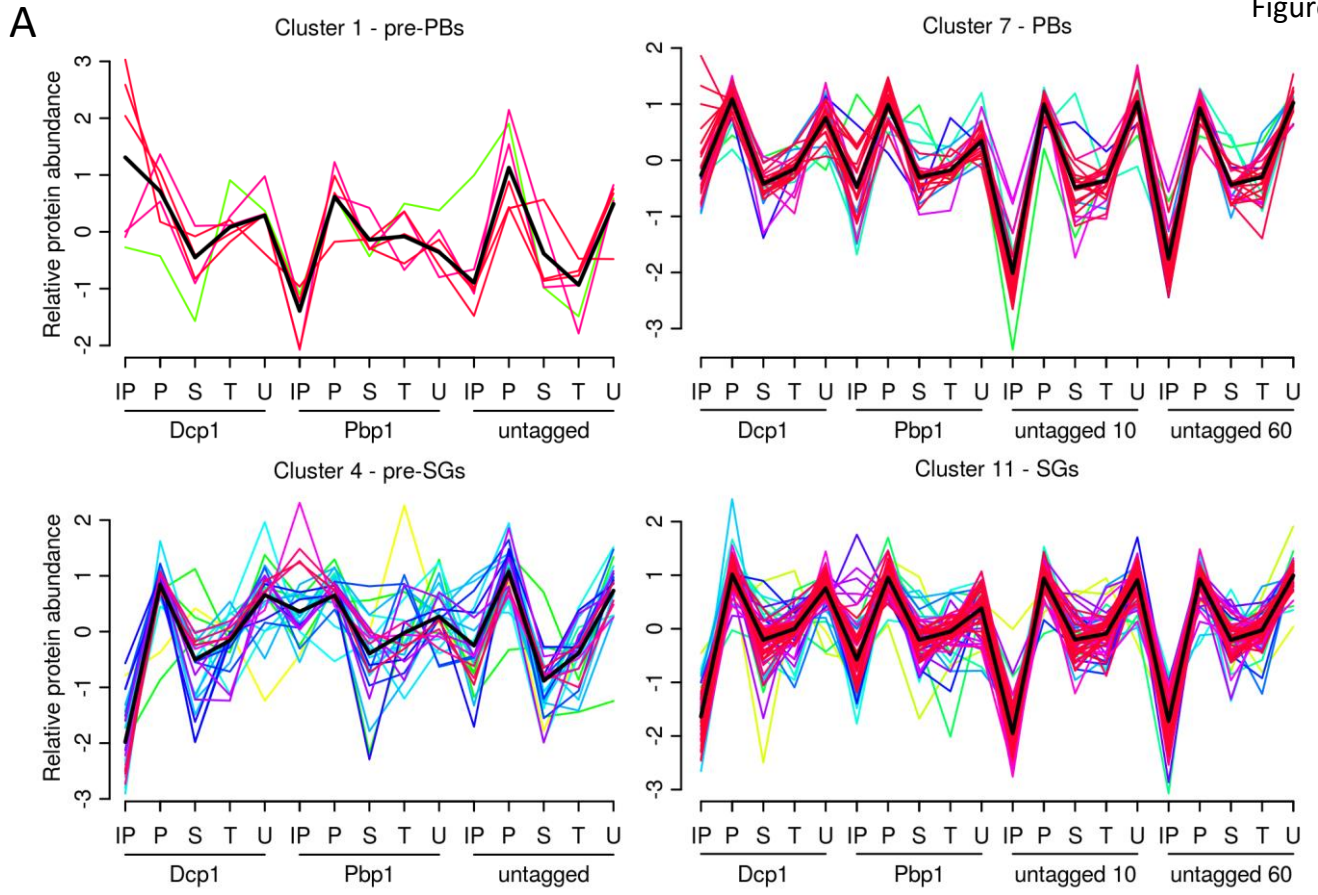 A
Figure
Cluster 1 - pre-PBs
Relative protein abundance
3
2
1
0
-1
-2
IP P S T U IP P S T U IP P S T U
Dcp1 Pbp1 untagged
Cluster 7 - PBs
2
1
0
-1
-2
-3
IP P S T U IP P S T U IP P S T U IP P S T U
Dcp1 Pbp1 untagged 10 untagged 60
Cluster 4 - pre-SGs
Relative protein abundance
2
1
0
-1
-2
-3
IP P S T U IP P S T U IP P S T U
Dcp1 Pbp1 untagged
Cluster 11 - SGs
2
1
0
-1
-2
-3
IP P S T U IP P S T U IP P S T U IP P S T U
Dcp1 Pbp1 untagged 10 untagged 60